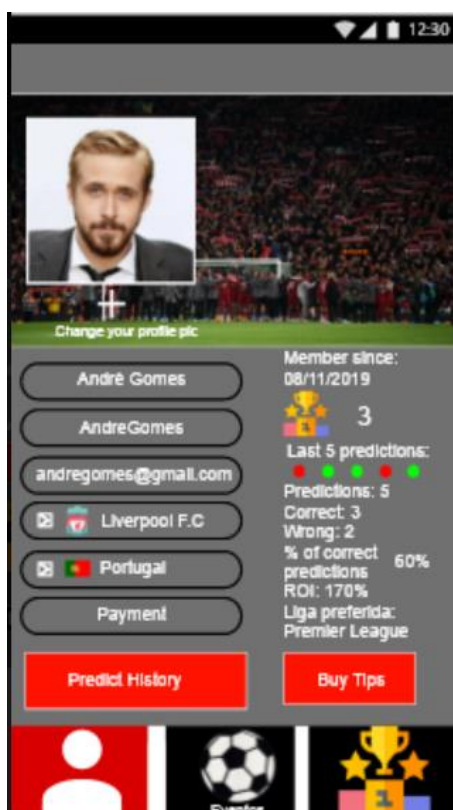 12:30
Change your profile pic
André Gomes
AndreGomes
andregomes@gmail.com
Liverpool F.C
Portugal
Payment
Member since:
08/11/2019
3
Last 5 predictions:
Predictions: 5
Correct: 3
Wrong: 2
% of correct
predictions
60%
ROI: 170%
Liga preferida:
Premier League
Predict History
Buy Tips
1